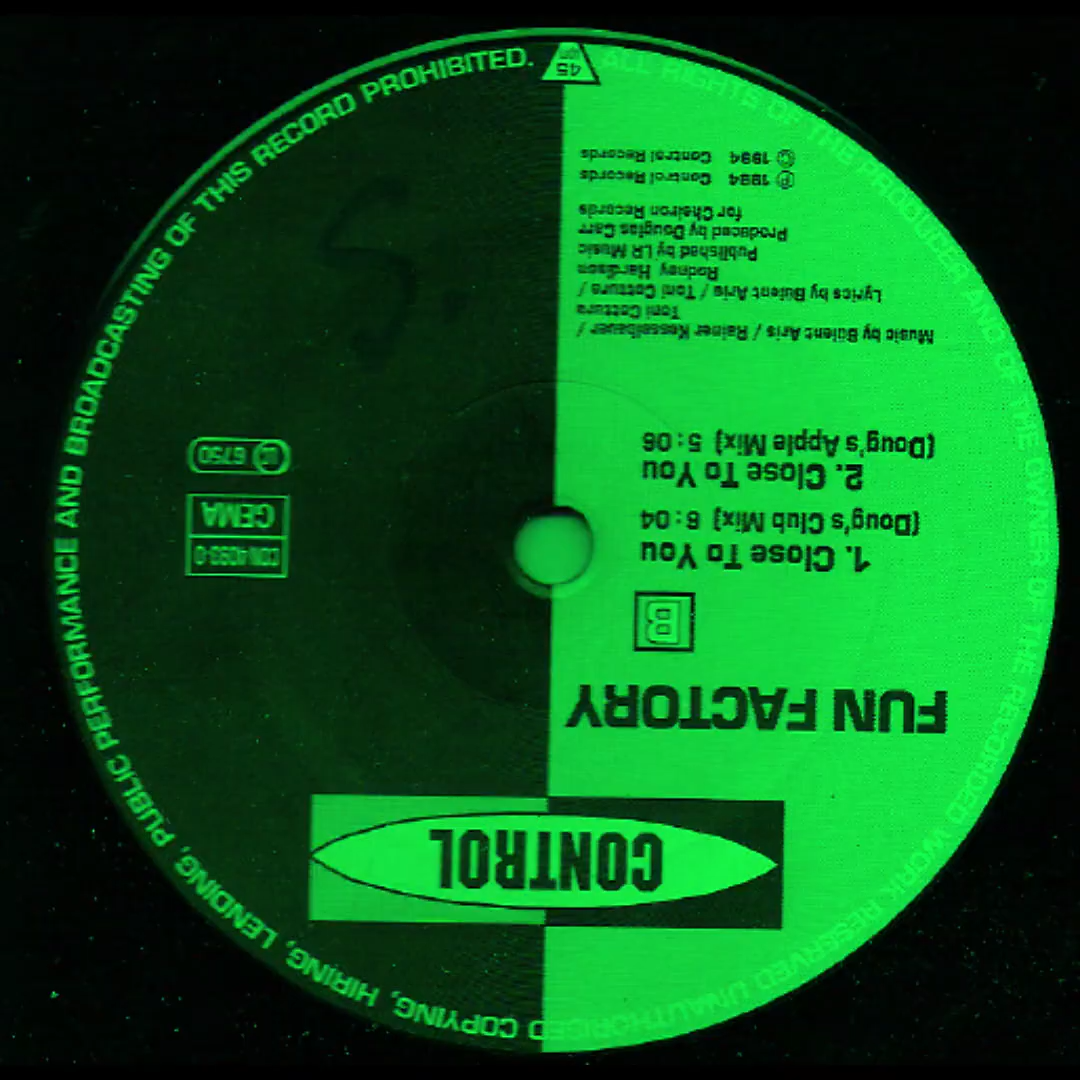 CONTROL
FUN FACTORY
B
1. Close To You
(Doug's Club Mix) 6:04
2. Close To You
(Doug's Apple Mix) 5:06
CON 4093-0
GEMA
LC 6750
Music by Bülent Aris / Rainer Kesselbauer /
Toni Cottura
Lyrics by Bülent Aris / Toni Cottura /
Rodney Hardison
Published by LR Music
Produced by Douglas Carr
for Cheiron Records
Ⓟ 1994 Control Records
© 1994 Control Records
45
ALL RIGHTS OF THE PRODUCER AND OF THE OWNER OF THE RECORDED WORK RESERVED UNAUTHORISED COPYING, HIRING, LENDING, PUBLIC PERFORMANCE AND BROADCASTING OF THIS RECORD PROHIBITED.